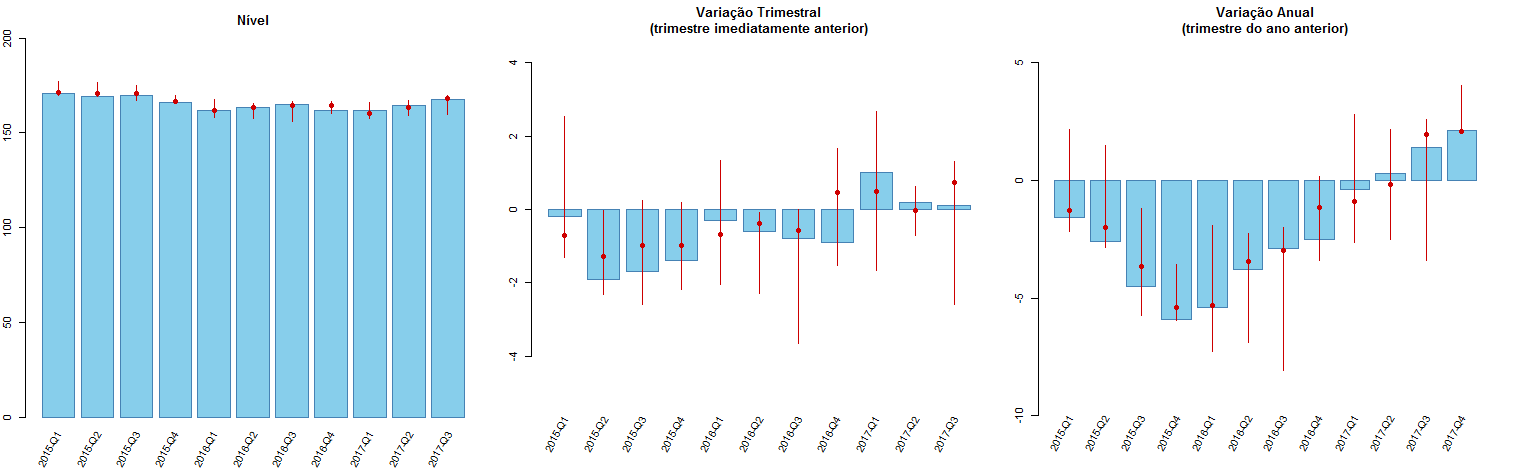 Nível
200
150
100
50
0
2015.Q1
2015.Q2
2015.Q3
2015.Q4
2016.Q1
2016.Q2
2016.Q3
2016.Q4
2017.Q1
2017.Q2
2017.Q3
Variação Trimestral
(trimestre imediatamente anterior)
4
2
0
-2
-4
2015.Q1
2015.Q2
2015.Q3
2015.Q4
2016.Q1
2016.Q2
2016.Q3
2016.Q4
2017.Q1
2017.Q2
2017.Q3
Variação Anual
(trimestre do ano anterior)
5
0
-5
-10
2015.Q1
2015.Q2
2015.Q3
2015.Q4
2016.Q1
2016.Q2
2016.Q3
2016.Q4
2017.Q1
2017.Q2
2017.Q3
2017.Q4